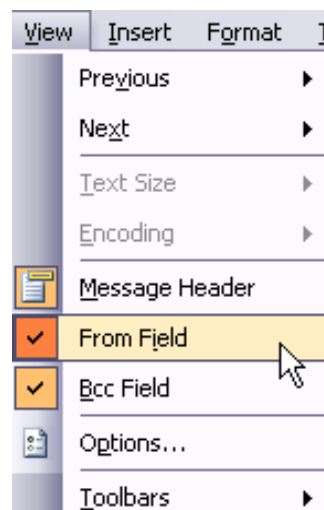 View Insert Format
Previous
Next
Text Size
Encoding
Message Header
From Field
Bcc Field
Options...
Toolbars